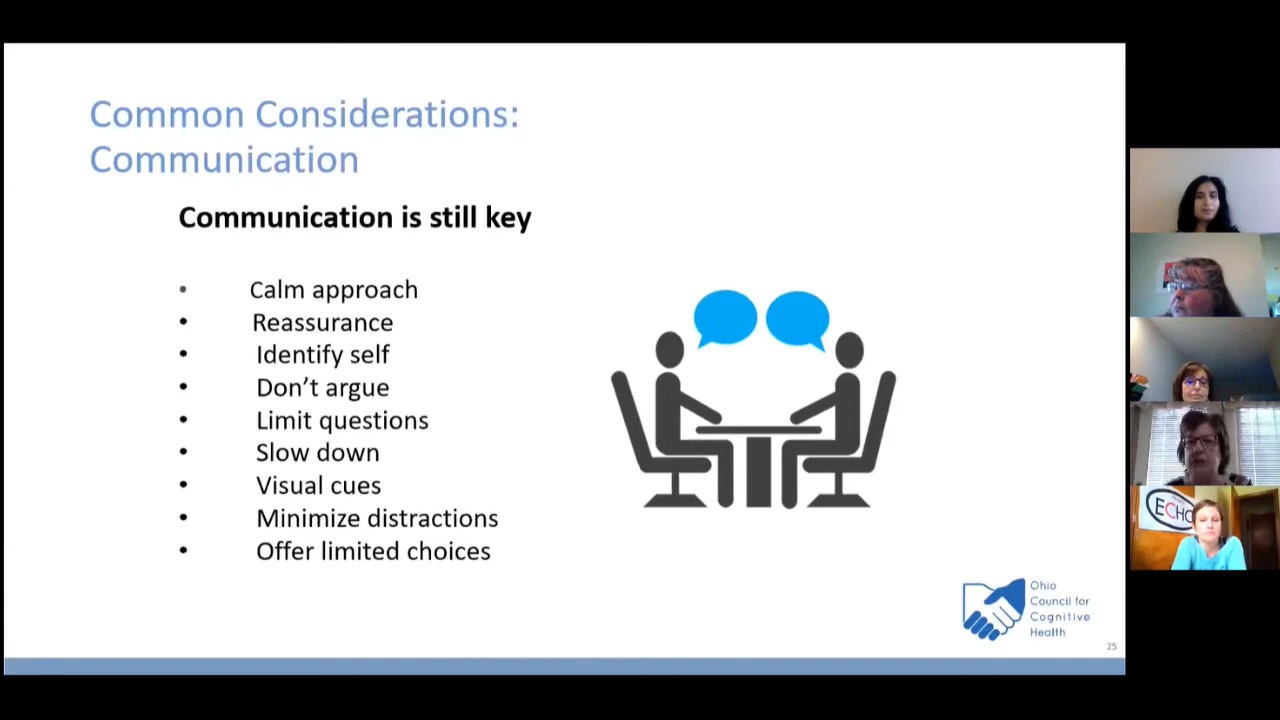 Common Considerations:
Communication
Communication is still key
• Calm approach
• Reassurance
• Identify self
• Don’t argue
• Limit questions
• Slow down
• Visual cues
• Minimize distractions
• Offer limited choices
Ohio
Council for
Cognitive
Health
25
ECHO